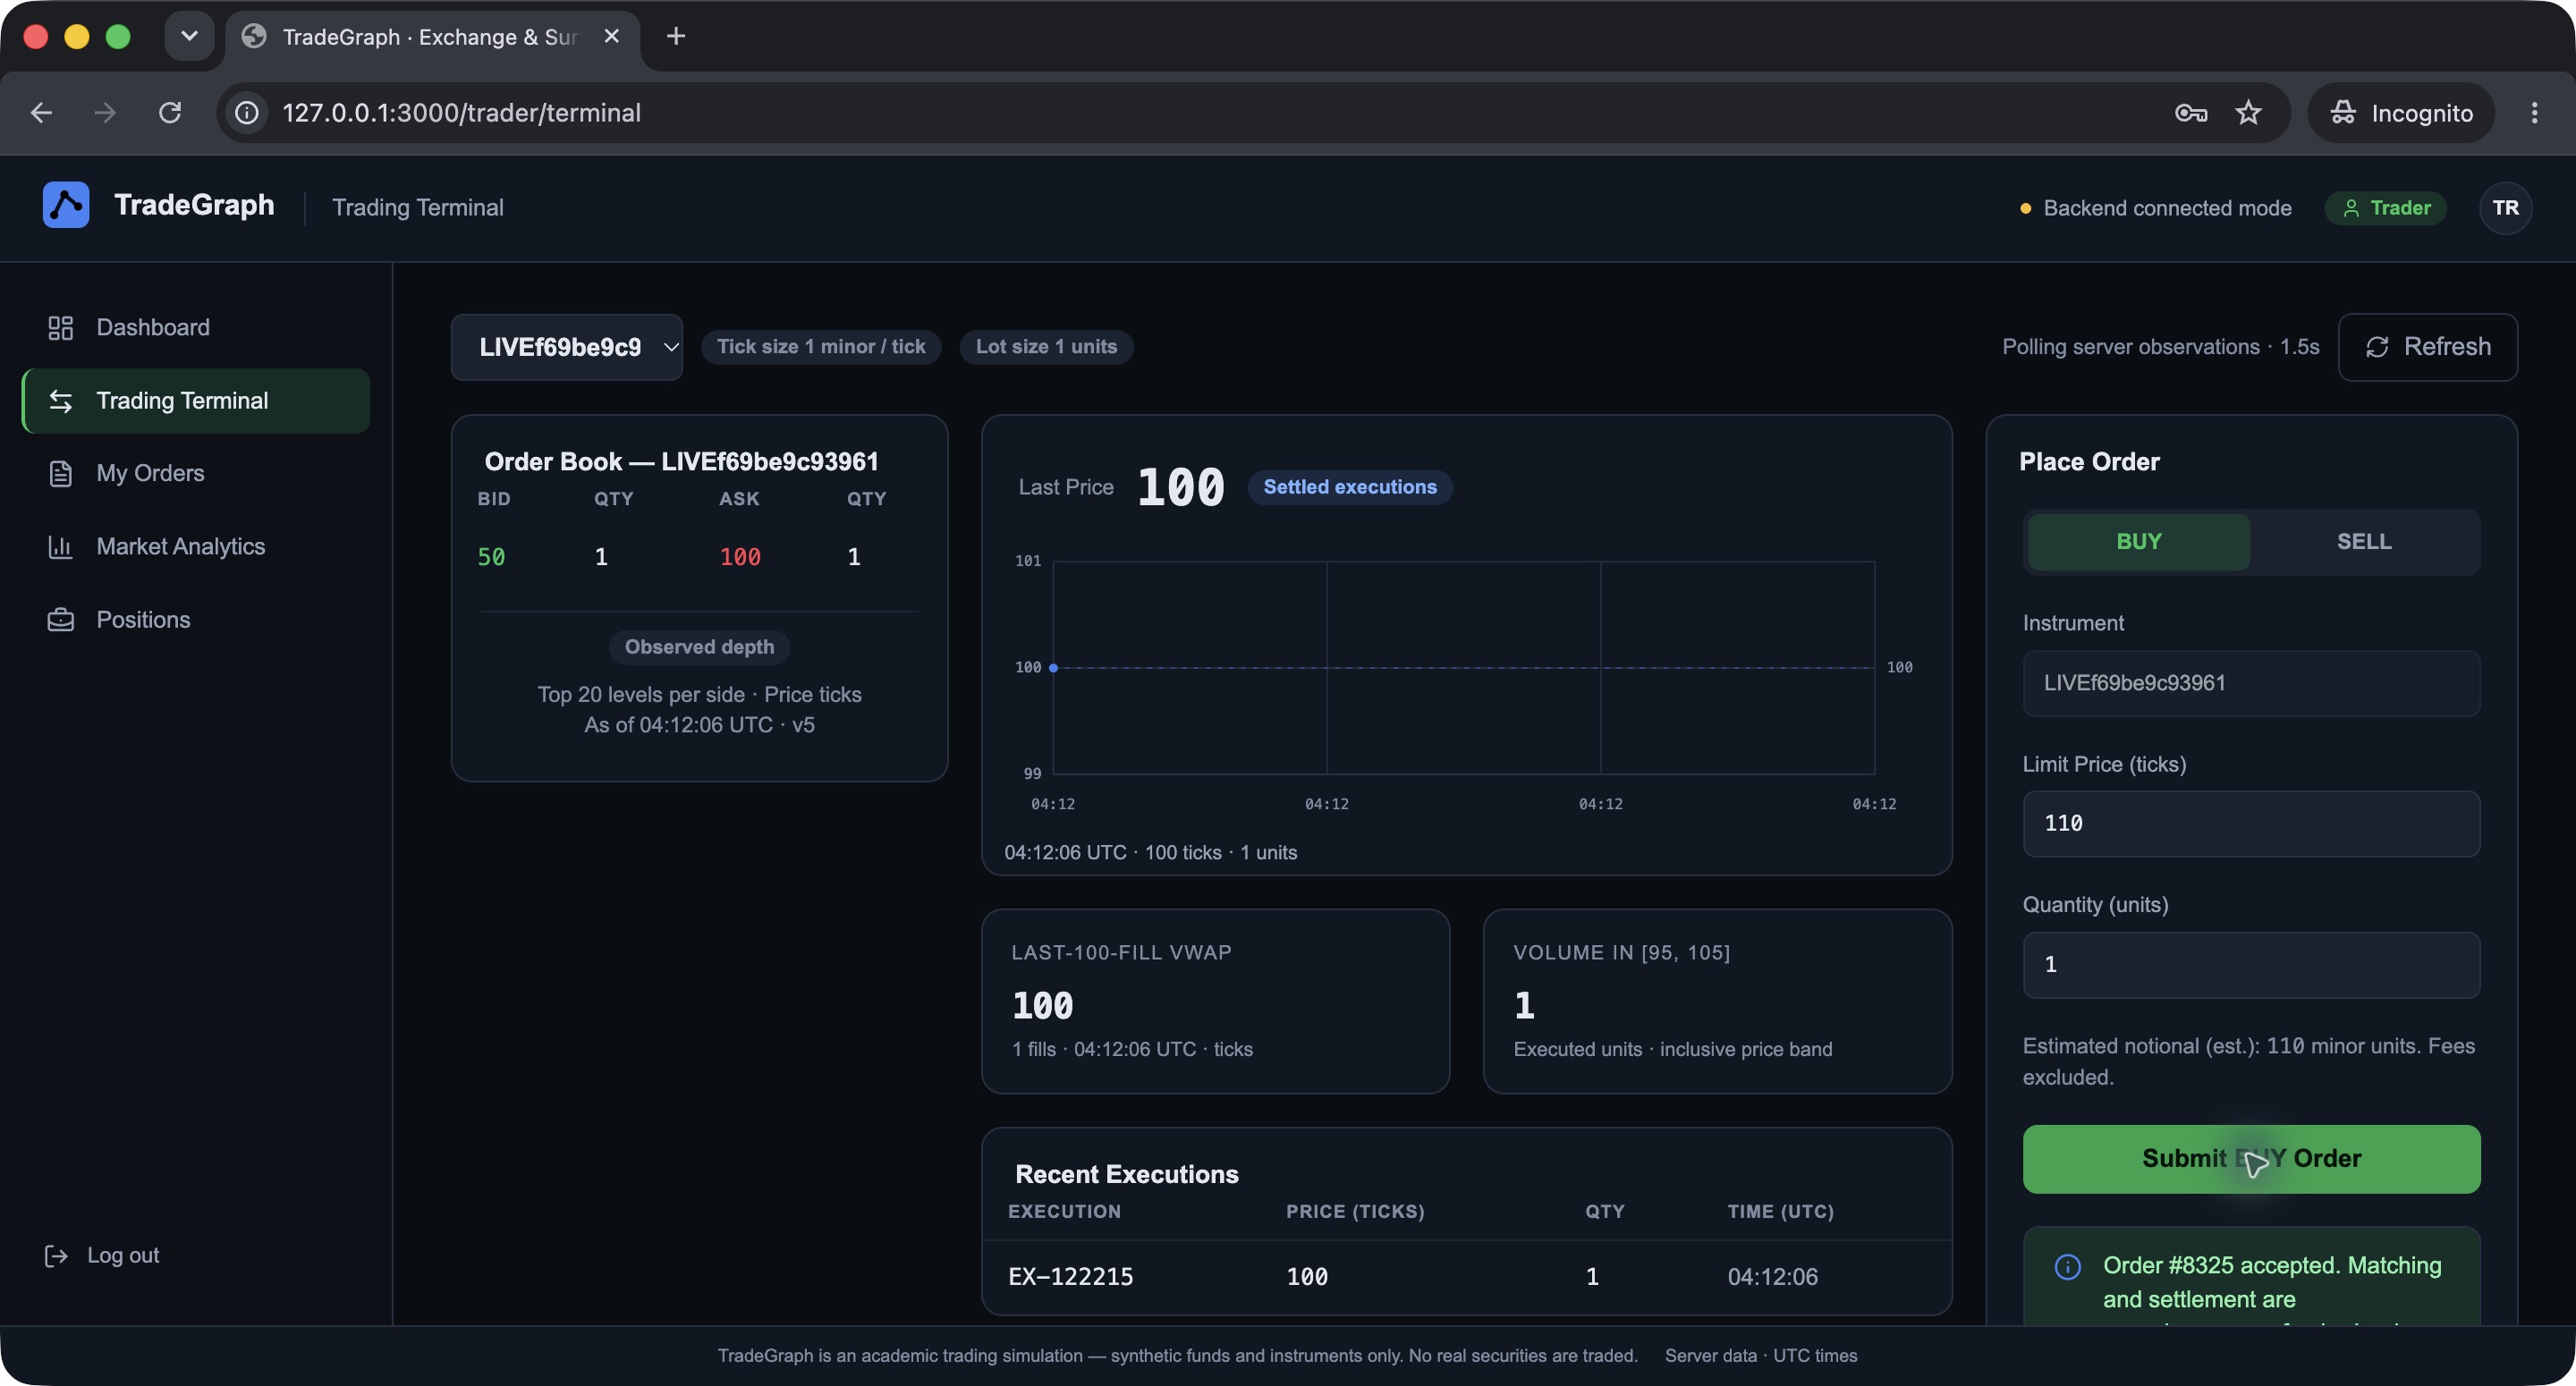 TradeGraph · Exchange & Sur
127.0.0.1:3000/trader/terminal
Incognito
TradeGraph
Trading Terminal
Backend connected mode
Trader
TR
Dashboard
Trading Terminal
My Orders
Market Analytics
Positions
Log out
LIVEf69be9c9
Tick size 1 minor / tick
Lot size 1 units
Polling server observations · 1.5s
Refresh
Order Book — LIVEf69be9c93961
BID QTY ASK QTY
50 1 100 1
Observed depth
Top 20 levels per side · Price ticks
As of 04:12:06 UTC · v5
Last Price 100 Settled executions
101
100 100
99
04:12 04:12 04:12 04:12
04:12:06 UTC · 100 ticks · 1 units
LAST-100-FILL VWAP
100
1 fills · 04:12:06 UTC · ticks
VOLUME IN [95, 105]
1
Executed units · inclusive price band
Recent Executions
EXECUTION PRICE (TICKS) QTY TIME (UTC)
EX–122215 100 1 04:12:06
Place Order
BUY SELL
Instrument
LIVEf69be9c93961
Limit Price (ticks)
110
Quantity (units)
1
Estimated notional (est.): 110 minor units. Fees
excluded.
Submit BUY Order
Order #8325 accepted. Matching
and settlement are
TradeGraph is an academic trading simulation — synthetic funds and instruments only. No real securities are traded. Server data · UTC times